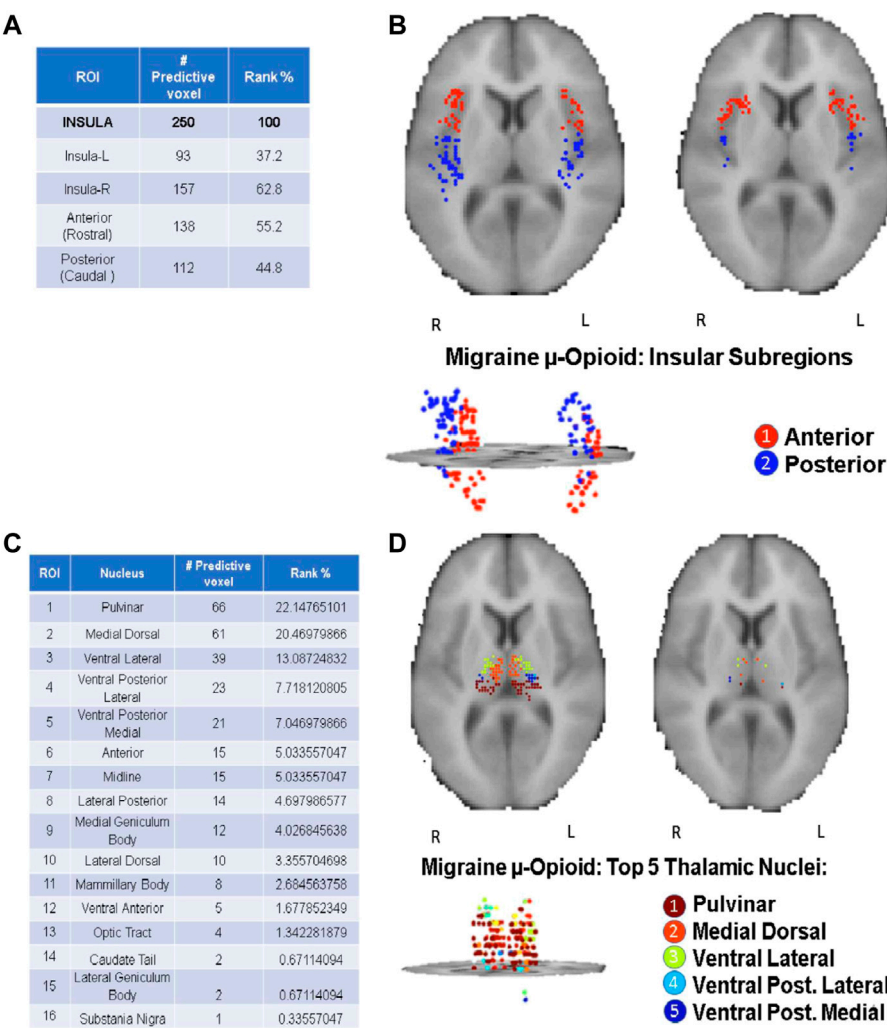 A
ROI
#
Predictive
voxel
Rank %
INSULA 250 100
Insula-L 93 37.2
Insula-R 157 62.8
Anterior
(Rostral) 138 55.2
Posterior
(Caudal ) 112 44.8
B
R L R L
Migraine µ-Opioid: Insular Subregions
1 Anterior
2 Posterior
C
ROI Nucleus # Predictive
voxel Rank %
1 Pulvinar 66 22.14765101
2 Medial Dorsal 61 20.46979866
3 Ventral Lateral 39 13.08724832
4 Ventral Posterior
Lateral 23 7.718120805
5 Ventral Posterior
Medial 21 7.046979866
6 Anterior 15 5.033557047
7 Midline 15 5.033557047
8 Lateral Posterior 14 4.697986577
9 Medial Geniculum
Body 12 4.026845638
10 Lateral Dorsal 10 3.355704698
11 Mammillary Body 8 2.684563758
12 Ventral Anterior 5 1.677852349
13 Optic Tract 4 1.342281879
14 Caudate Tail 2 0.67114094
15 Lateral Geniculum
Body 2 0.67114094
16 Substania Nigra 1 0.33557047
D
R L R L
Migraine µ-Opioid: Top 5 Thalamic Nuclei:
1 Pulvinar
2 Medial Dorsal
3 Ventral Lateral
4 Ventral Post. Lateral
5 Ventral Post. Medial